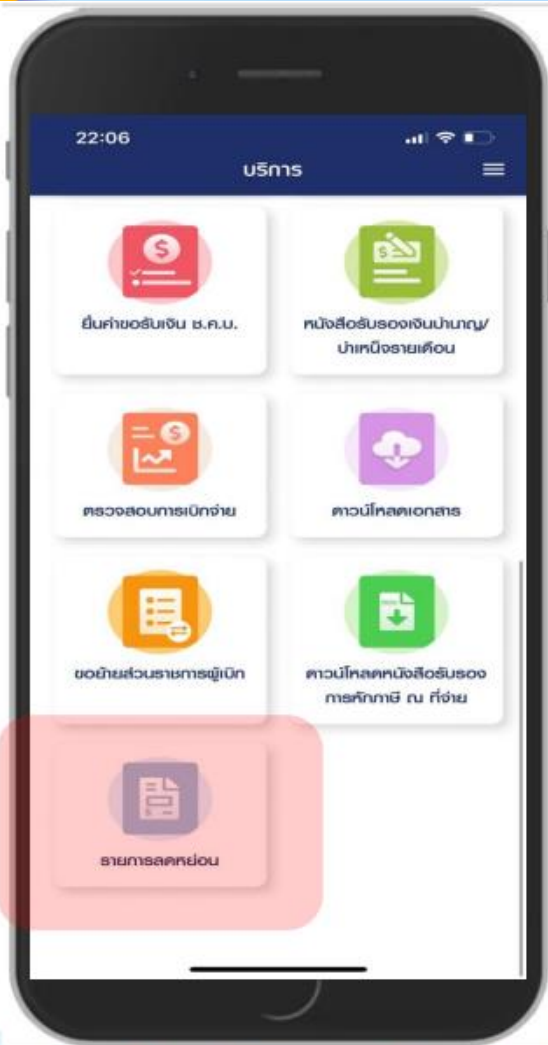 22:06
บริการ
ยื่นคำขอรับเงิน ช.ค.บ.
หนังสือรับรองเงินบำนาญ/
บำเหน็จรายเดือน
ตรวจสอบการเบิกจ่าย
ดาวน์โหลดเอกสาร
ขอย้ายส่วนราชการผู้เบิก
ดาวน์โหลดหนังสือรับรอง
การหักภาษี ณ ที่จ่าย
รายการลดหย่อน